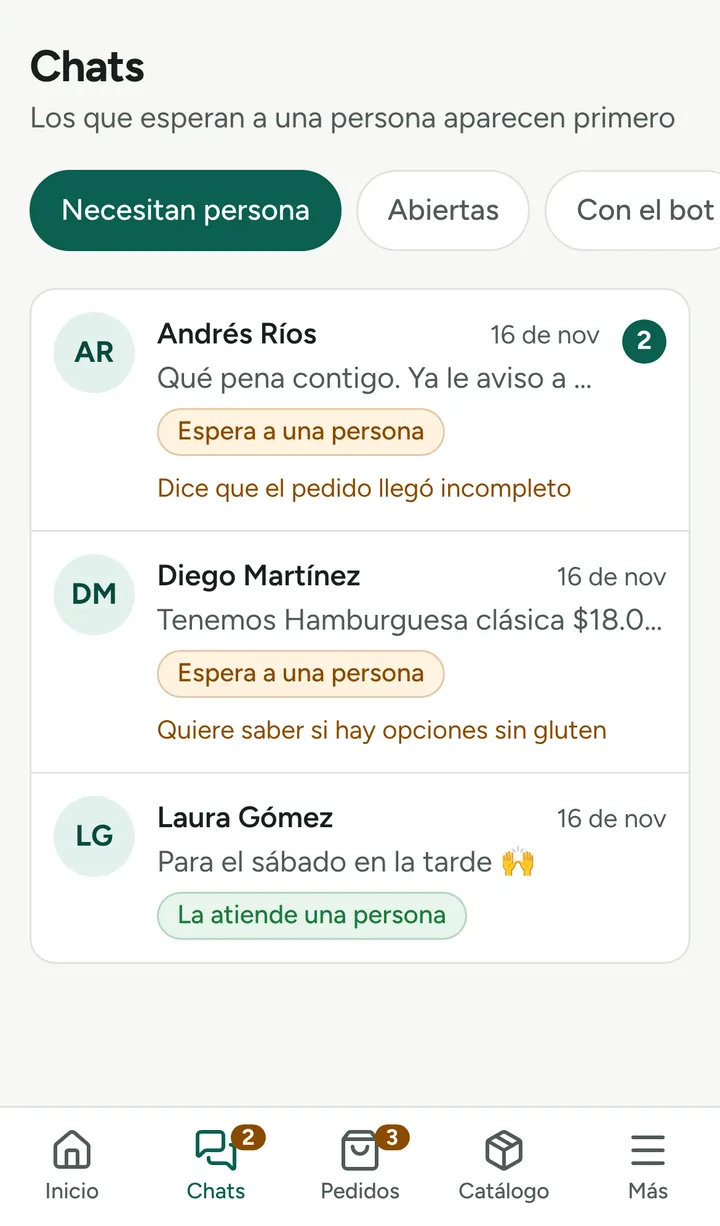 Chats
Los que esperan a una persona aparecen primero
Necesitan persona
Abiertas
Con el bot
AR
Andrés Ríos
16 de nov
2
Qué pena contigo. Ya le aviso a ...
Espera a una persona
Dice que el pedido llegó incompleto
DM
Diego Martínez
16 de nov
Tenemos Hamburguesa clásica $18.0...
Espera a una persona
Quiere saber si hay opciones sin gluten
LG
Laura Gómez
16 de nov
Para el sábado en la tarde 🙌
La atiende una persona
2
3
Inicio
Chats
Pedidos
Catálogo
Más